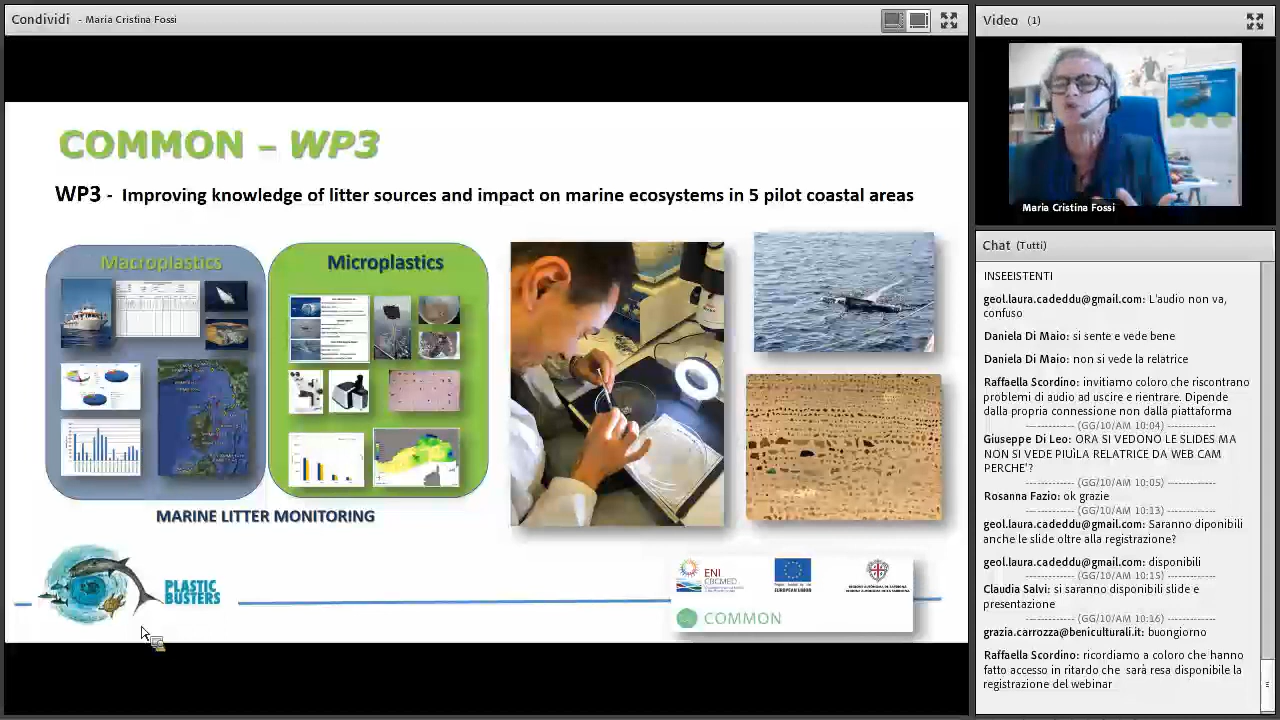 Condividi - Maria Cristina Fossi
COMMON – WP3
WP3 - Improving knowledge of litter sources and impact on marine ecosystems in 5 pilot coastal areas
Macroplastics
Microplastics
MARINE LITTER MONITORING
PLASTIC
BUSTERS
ENI
CBCMED
EUROPEAN UNION
COMMON
Video (1)
Maria Cristina Fossi
Chat (Tutti)
INSEEISTENTI
geol.laura.cadeddu@gmail.com: L'audio non va,
confuso
Daniela Di Maio: si sente e vede bene
Daniela Di Maio: non si vede la relatrice
Raffaella Scordino: invitiamo coloro che riscontrano
problemi di audio ad uscire e rientrare. Dipende
dalla propria connessione non dalla piattaforma
------------- (GG/10/AM 10:04) -------------
Giuseppe Di Leo: ORA SI VEDONO LE SLIDES MA
NON SI VEDE PIUìLA RELATRICE DA WEB CAM
PERCHE'?
------------- (GG/10/AM 10:05) -------------
Rosanna Fazio: ok grazie
------------- (GG/10/AM 10:13) -------------
geol.laura.cadeddu@gmail.com: Saranno diponibili
anche le slide oltre alla registrazione?
geol.laura.cadeddu@gmail.com: disponibili
------------- (GG/10/AM 10:15) -------------
Claudia Salvi: si saranno disponibili slide e
presentazione
------------- (GG/10/AM 10:16) -------------
grazia.carrozza@beniculturali.it: buongiorno
Raffaella Scordino: ricordiamo a coloro che hanno
fatto accesso in ritardo che sarà resa disponibile la
registrazione del webinar